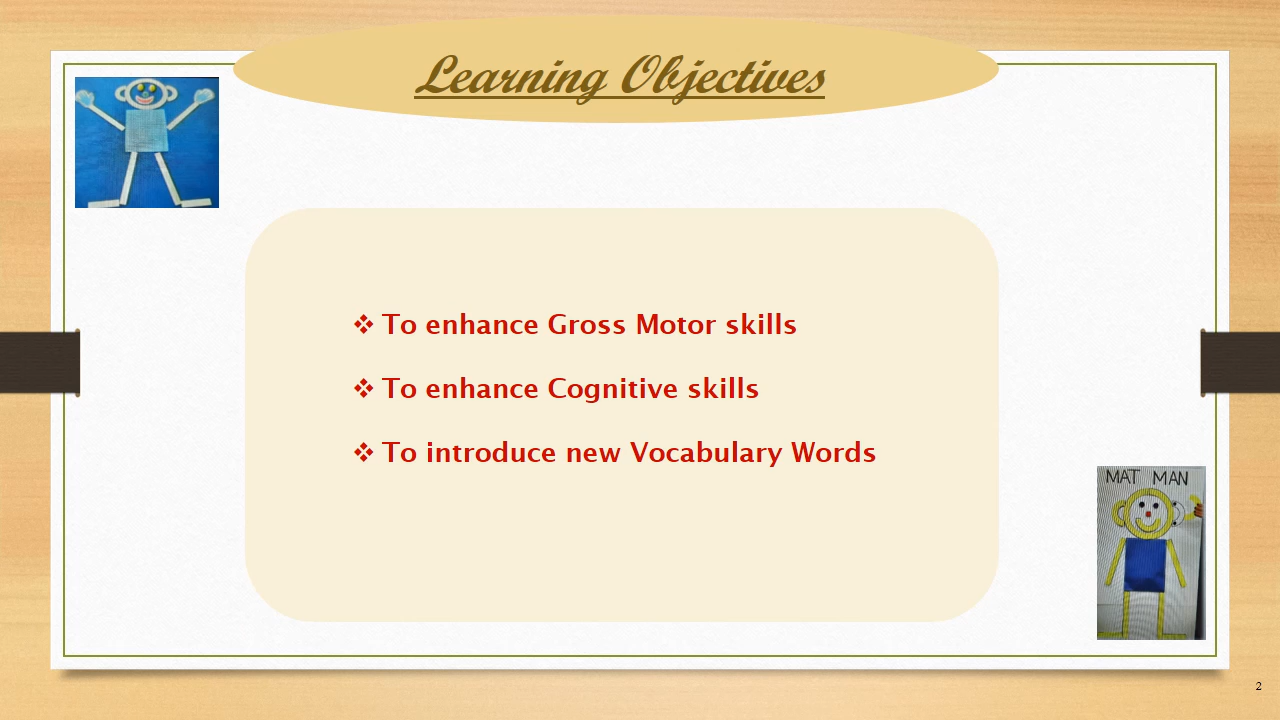 Learning Objectives
❖ To enhance Gross Motor skills
❖ To enhance Cognitive skills
❖ To introduce new Vocabulary Words
MAT MAN
2